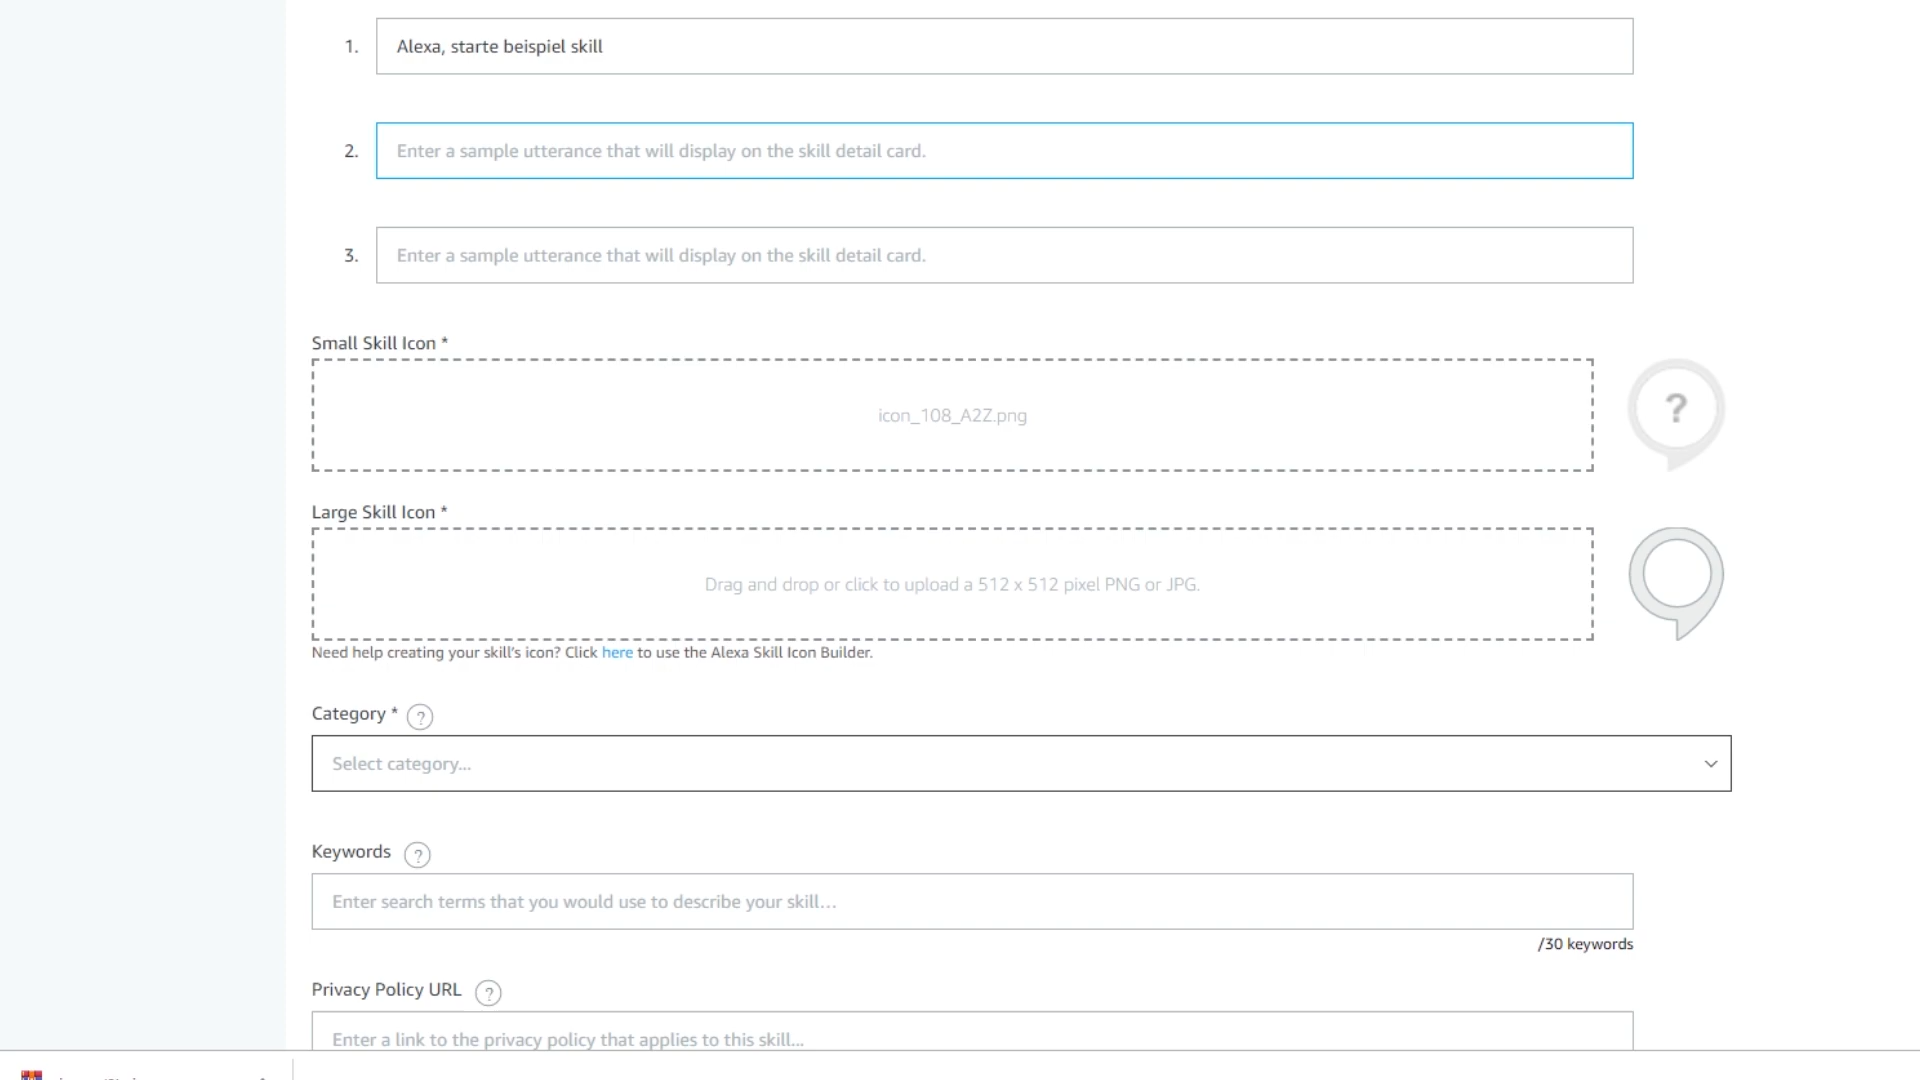 1. Alexa, starte beispiel skill
2. Enter a sample utterance that will display on the skill detail card.
3. Enter a sample utterance that will display on the skill detail card.
Small Skill Icon *
icon_108_A2Z.png
?
Large Skill Icon *
Drag and drop or click to upload a 512 x 512 pixel PNG or JPG.
Need help creating your skill's icon? Click here to use the Alexa Skill Icon Builder.
Category * ?
Select category...
Keywords ?
Enter search terms that you would use to describe your skill...
/30 keywords
Privacy Policy URL ?
Enter a link to the privacy policy that applies to this skill...